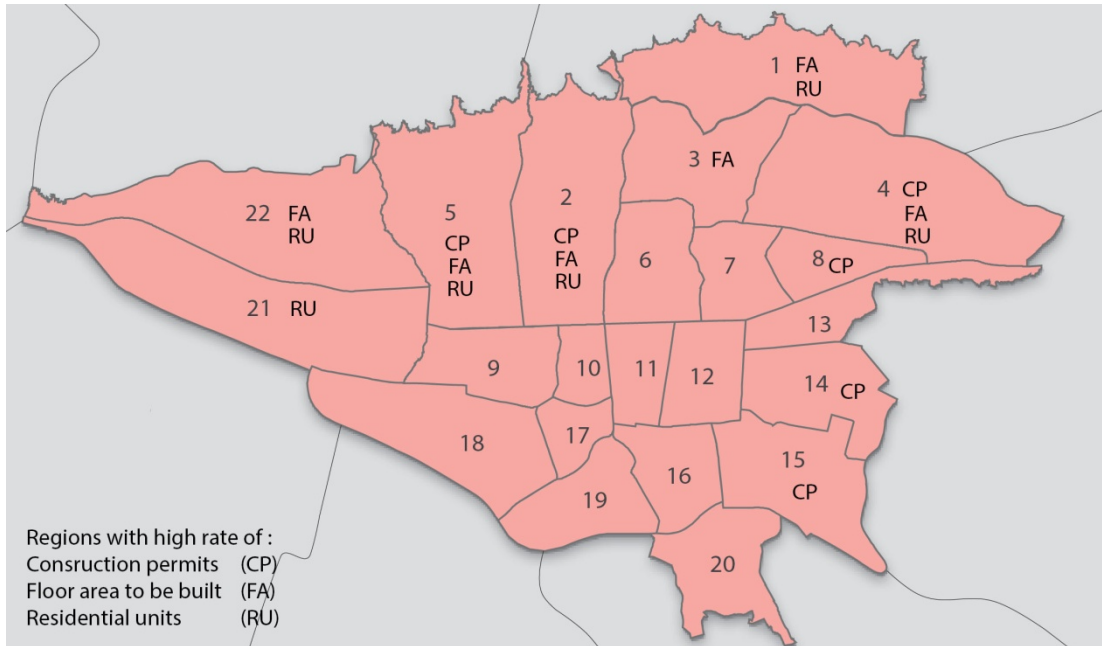 1 FA
RU
3 FA
4 CP
FA
RU
22 FA
RU
5
CP
FA
RU
2
CP
FA
RU
6
7
8 CP
21 RU
13
9
10
11
12
14 CP
18
17
16
15
CP
19
20
Regions with high rate of :
Consruction permits (CP)
Floor area to be built (FA)
Residential units (RU)